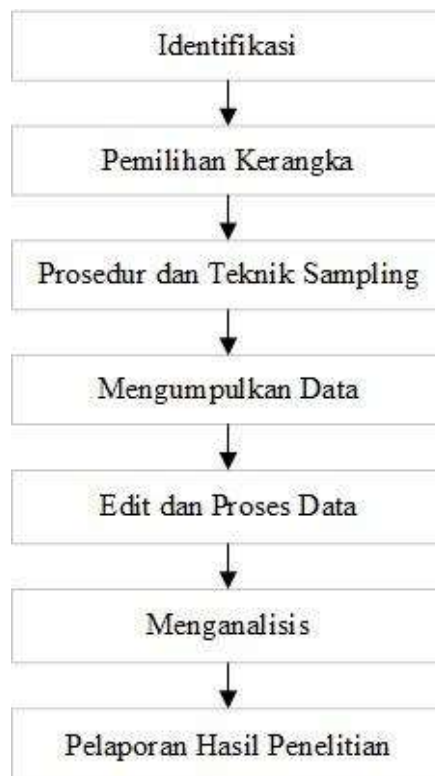 Identifikasi
Pemilihan Kerangka
Prosedur dan Teknik Sampling
Mengumpulkan Data
Edit dan Proses Data
Menganalisis
Pelaporan Hasil Penelitian